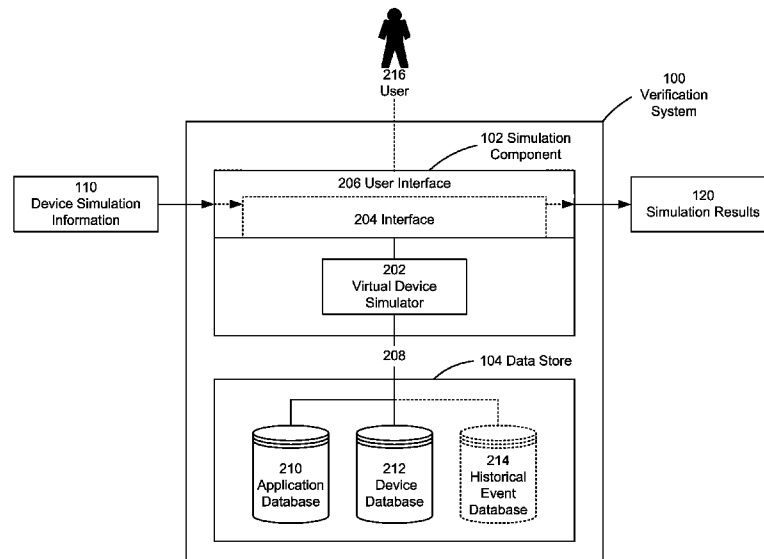 216
User
100
Verification
System
102 Simulation
Component
206 User Interface
110
Device Simulation
Information
204 Interface
120
Simulation Results
202
Virtual Device
Simulator
208
104 Data Store
210
Application
Database
212
Device
Database
214
Historical
Event
Database